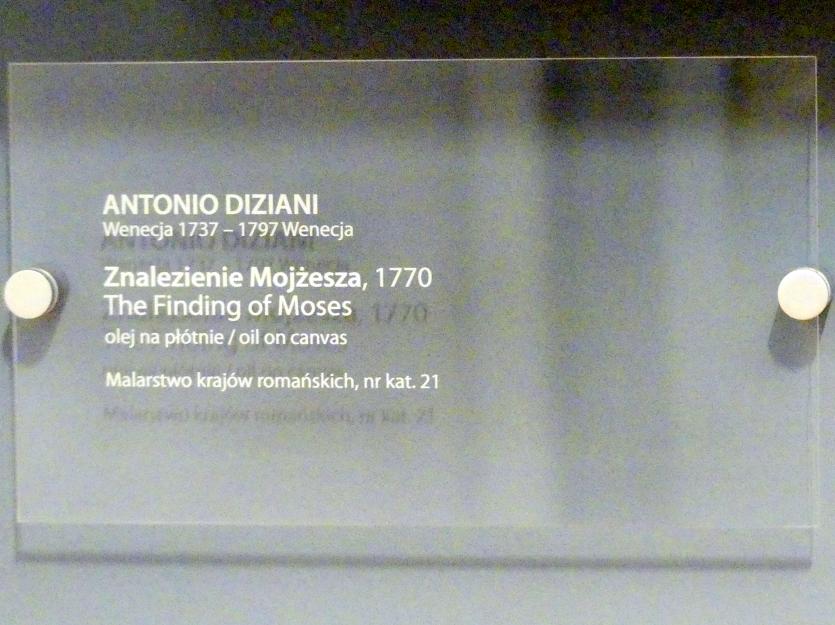 ANTONIO DIZIANI
Wenecja 1737 – 1797 Wenecja
Znalezienie Mojżesza, 1770
The Finding of Moses
olej na płótnie / oil on canvas
Malarstwo krajów romańskich, nr kat. 21